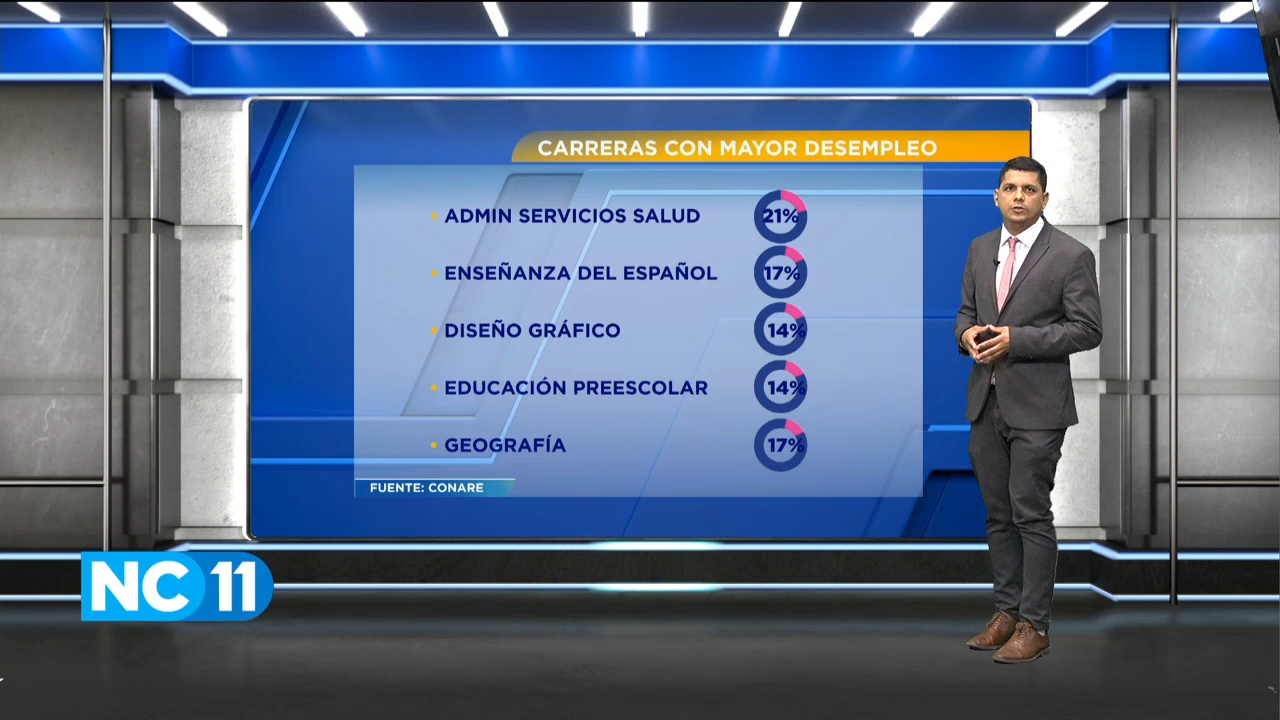 CARRERAS CON MAYOR DESEMPLEO
• ADMIN SERVICIOS SALUD 21%
• ENSEÑANZA DEL ESPAÑOL 17%
• DISEÑO GRÁFICO 14%
• EDUCACIÓN PREESCOLAR 14%
• GEOGRAFÍA 17%
FUENTE: CONARE
NC 11